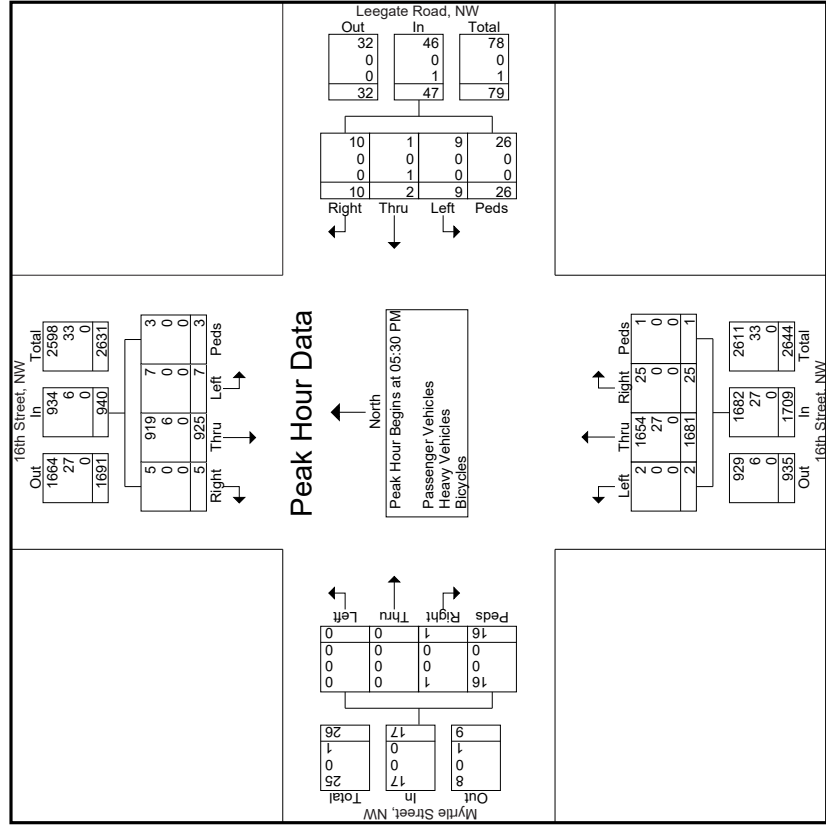 Leegate Road, NW
Out In Total
32 46 78
0 0 0
0 1 1
32 47 79
10 1 9 26
0 0 0 0
0 1 0 0
10 2 9 26
Right Thru Left Peds
16th Street, NW
Out In Total
1664 934 2598
27 6 33
0 0 0
1691 940 2631
5 919 7 3
0 6 0 0
0 0 0 0
5 925 7 3
Right Thru Left Peds
Peak Hour Data
North
Peak Hour Begins at 05:30 PM
Passenger Vehicles
Heavy Vehicles
Bicycles
Left Thru Right Peds
2 1654 25 1
0 27 0 0
0 0 0 0
2 1681 25 1
929 1682 2611
6 27 33
0 0 0
935 1709 2644
Out In Total
16th Street, NW
Left Thru Right Peds
0 0 1 16
0 0 0 0
0 0 0 0
0 0 1 16
26 17 9
1 0 1
0 0 0
25 17 8
Total In Out
Myrtle Street, NW